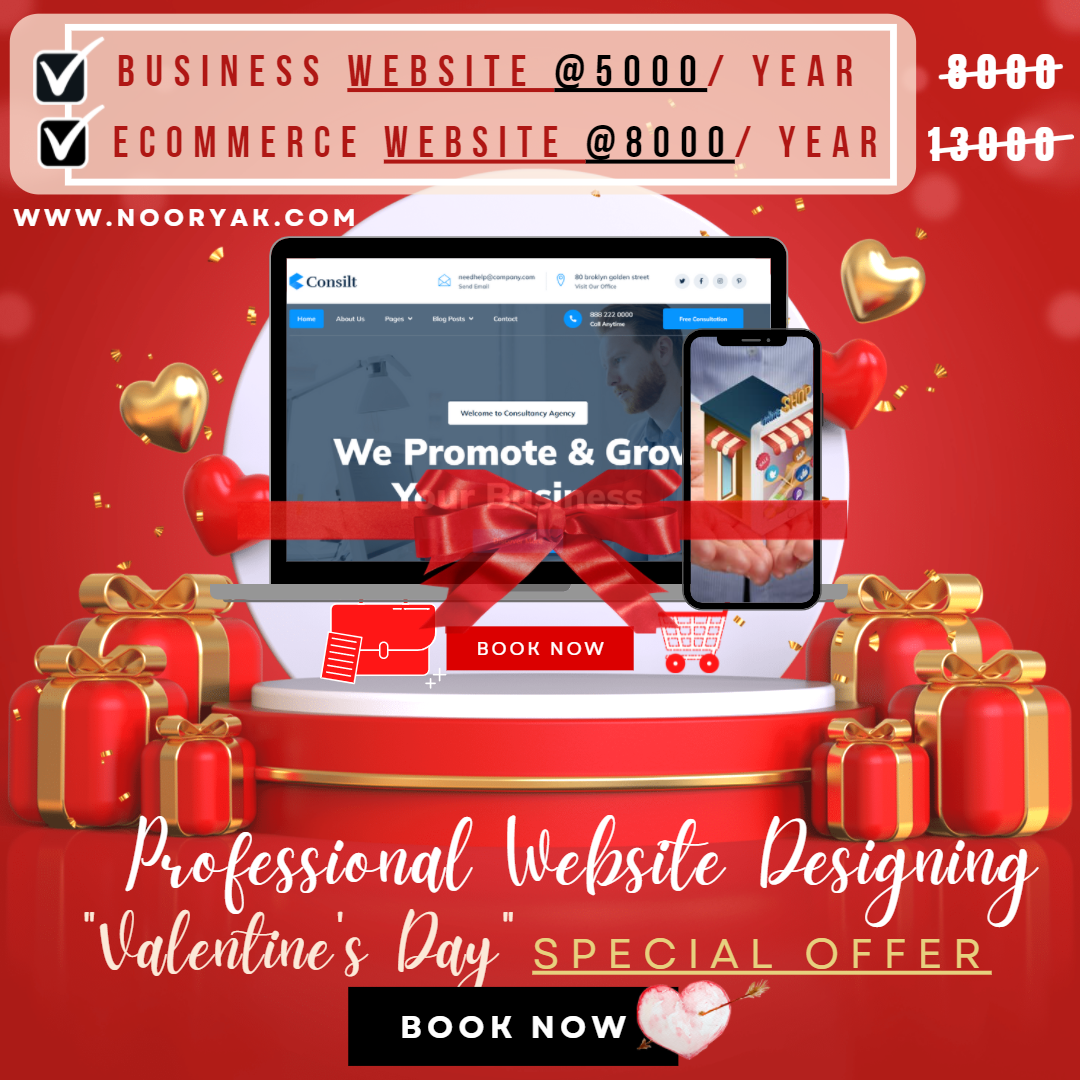 BUSINESS WEBSITE @5000/ YEAR 8000
ECOMMERCE WEBSITE @8000/ YEAR 13000
WWW.NOORYAK.COM
Consilt
needhelp@company.com
Send Email
80 broklyn golden street
Visit Our Office
Home About Us Pages Blog Posts Contact
888 222 0000
Call Anytime
Free Consultation
Welcome to Consultancy Agency
We Promote & Grow
Your Business
SHOP
BOOK NOW
Professional Website Designing
"Valentine's Day" SPECIAL OFFER
BOOK NOW